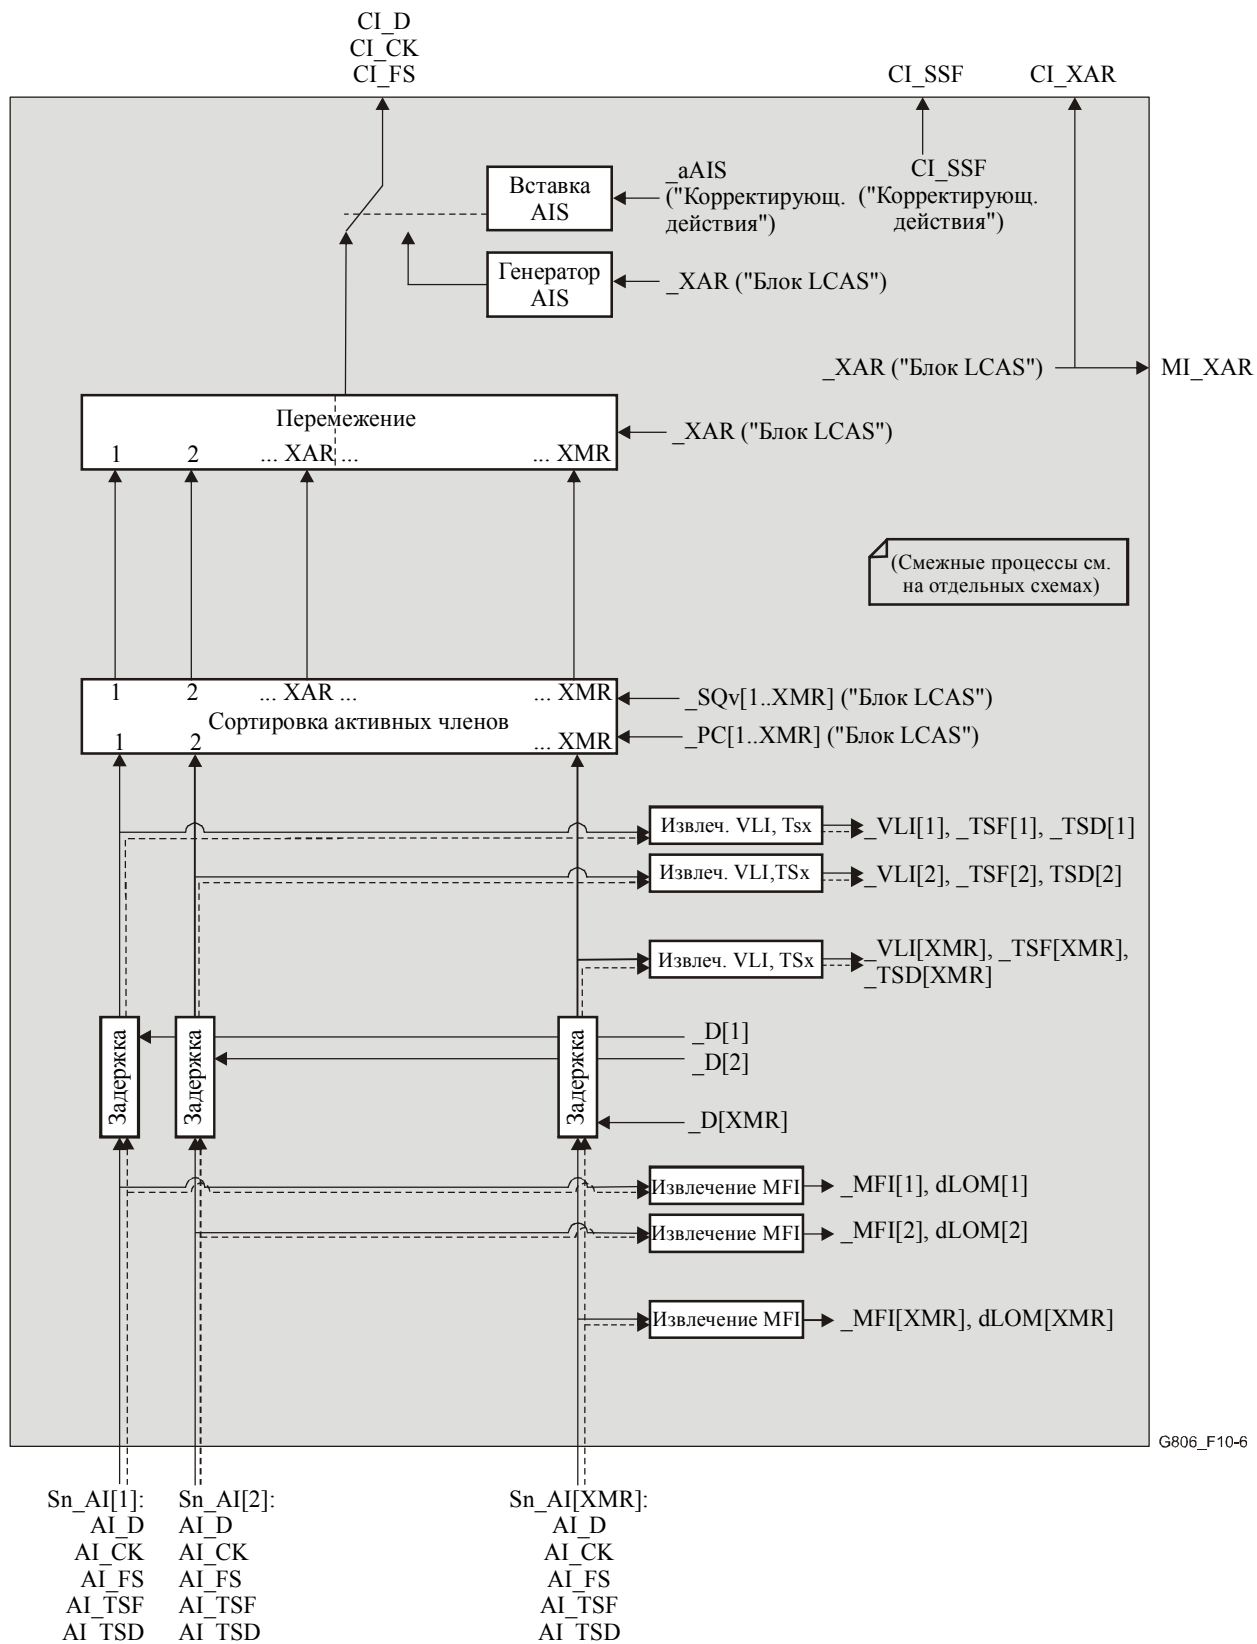 CI_D
CI_CK
CI_FS
CI_SSF
CI_XAR
Вставка
AIS
_aAIS
("Корректирующ.
действия")
CI_SSF
("Корректирующ.
действия")
Генератор
AIS
_XAR ("Блок LCAS")
_XAR ("Блок LCAS")
MI_XAR
Перемежение
1 2 ... XAR ... ... XMR
_XAR ("Блок LCAS")
(Смежные процессы см.
на отдельных схемах)
1 2 ... XAR ... ... XMR
Сортировка активных членов
1 2 ... XMR
_SQv[1..XMR] ("Блок LCAS")
_PC[1..XMR] ("Блок LCAS")
Извлеч. VLI, Tsx
_VLI[1], _TSF[1], _TSD[1]
Извлеч. VLI,TSx
_VLI[2], _TSF[2], TSD[2]
Извлеч. VLI, TSx
_VLI[XMR], _TSF[XMR],
_TSD[XMR]
Задержка
Задержка
Задержка
_D[1]
_D[2]
_D[XMR]
Извлечение MFI
_MFI[1], dLOM[1]
Извлечение MFI
_MFI[2], dLOM[2]
Извлечение MFI
_MFI[XMR], dLOM[XMR]
G806_F10-6
Sn_AI[1]:
AI_D
AI_CK
AI_FS
AI_TSF
AI_TSD
Sn_AI[2]:
AI_D
AI_CK
AI_FS
AI_TSF
AI_TSD
Sn_AI[XMR]:
AI_D
AI_CK
AI_FS
AI_TSF
AI_TSD